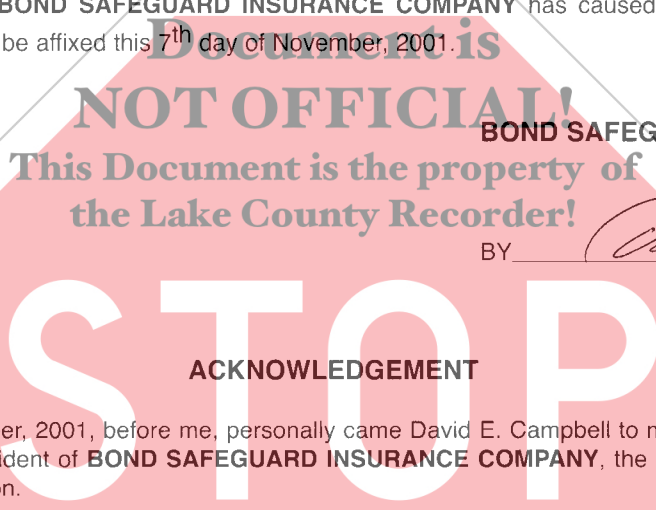 BOND SAFEGUARD INSURANCE COMPANY has caused
be affixed this 7th day of November, 2001.
Document is
NOT OFFICIAL!
BOND SAFEG
This Document is the property of
the Lake County Recorder!
BY
STOP
ACKNOWLEDGEMENT
er, 2001, before me, personally came David E. Campbell to
ident of BOND SAFEGUARD INSURANCE COMPANY, the
on.